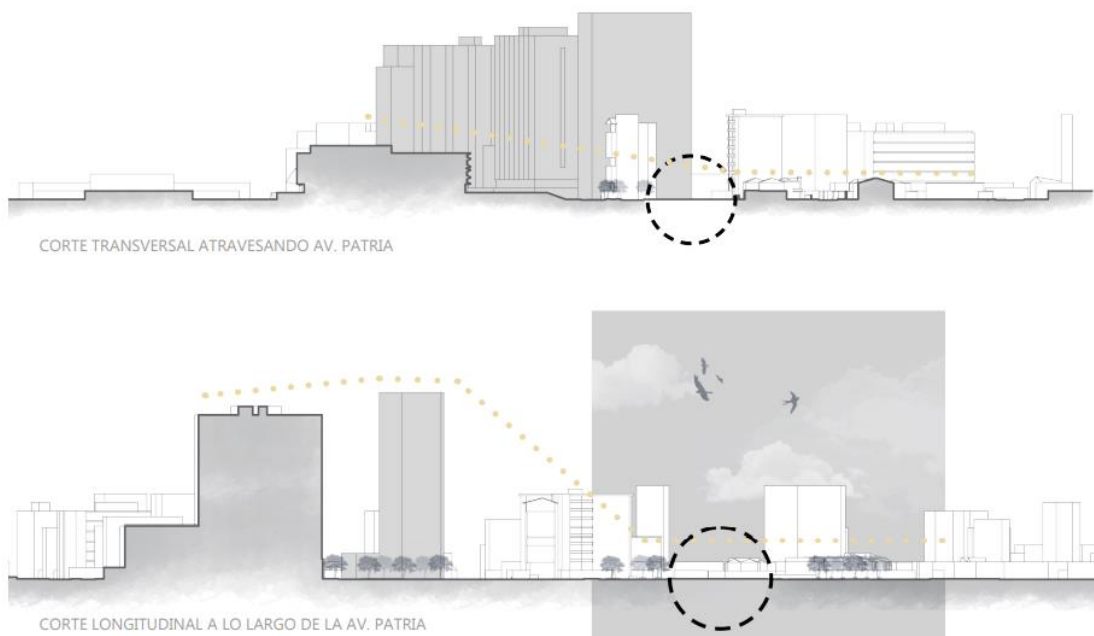 CORTE TRANSVERSAL ATRAVESANDO AV. PATRIA
CORTE LONGITUDINAL A LO LARGO DE LA AV. PATRIA